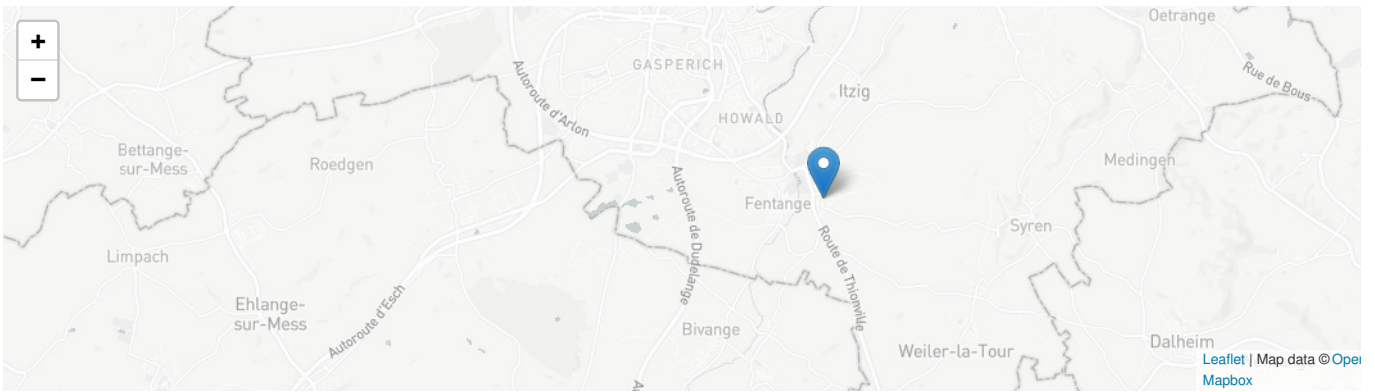 +
−
Oetrange
GASPERICH
Autoroute d'Arlon
Itzig
Rue de Bous
HOWALD
Bettange-
sur-Mess
Roedgen
Medingen
Autoroute de Dudelange
Fentange
Syren
Route de Thionville
Limpach
Ehlange-
sur-Mess
Autoroute d'Esch
Bivange
Weiler-la-Tour
Dalheim
Leaflet | Map data © Open
Mapbox